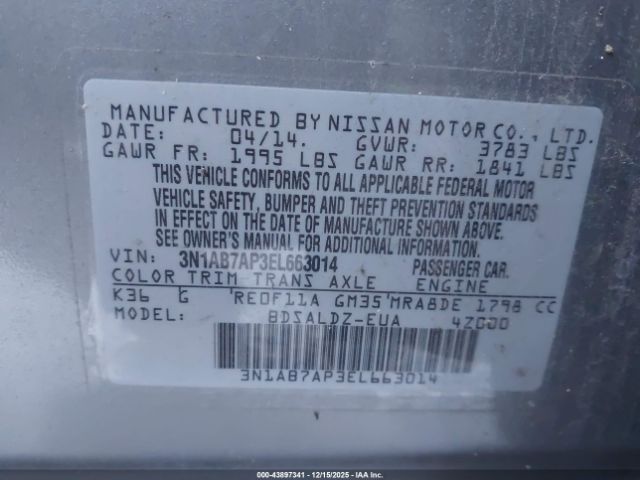 MANUFACTURED BY NISSAN MOTOR CO., LTD.
DATE: 04/14. GVWR: 3783 LBS
GAWR FR: 1995 LBS GAWR RR: 1841 LBS
THIS VEHICLE CONFORMS TO ALL APPLICABLE FEDERAL MOTOR
VEHICLE SAFETY, BUMPER AND THEFT PREVENTION STANDARDS
IN EFFECT ON THE DATE OF MANUFACTURE SHOWN ABOVE.
SEE OWNER'S MANUAL FOR ADDITIONAL INFORMATION.
VIN: 3N1AB7AP3EL663014 PASSENGER CAR.
COLOR TRIM-TRANS AXLE ENGINE
K36 G RE0F11A GM35 MRA8DE 1798 CC
MODEL: BDSALDZ-EUA 4Z000
3N1AB7AP3EL663014
000-43897341 | 12/15/2025 | IAAI.COM